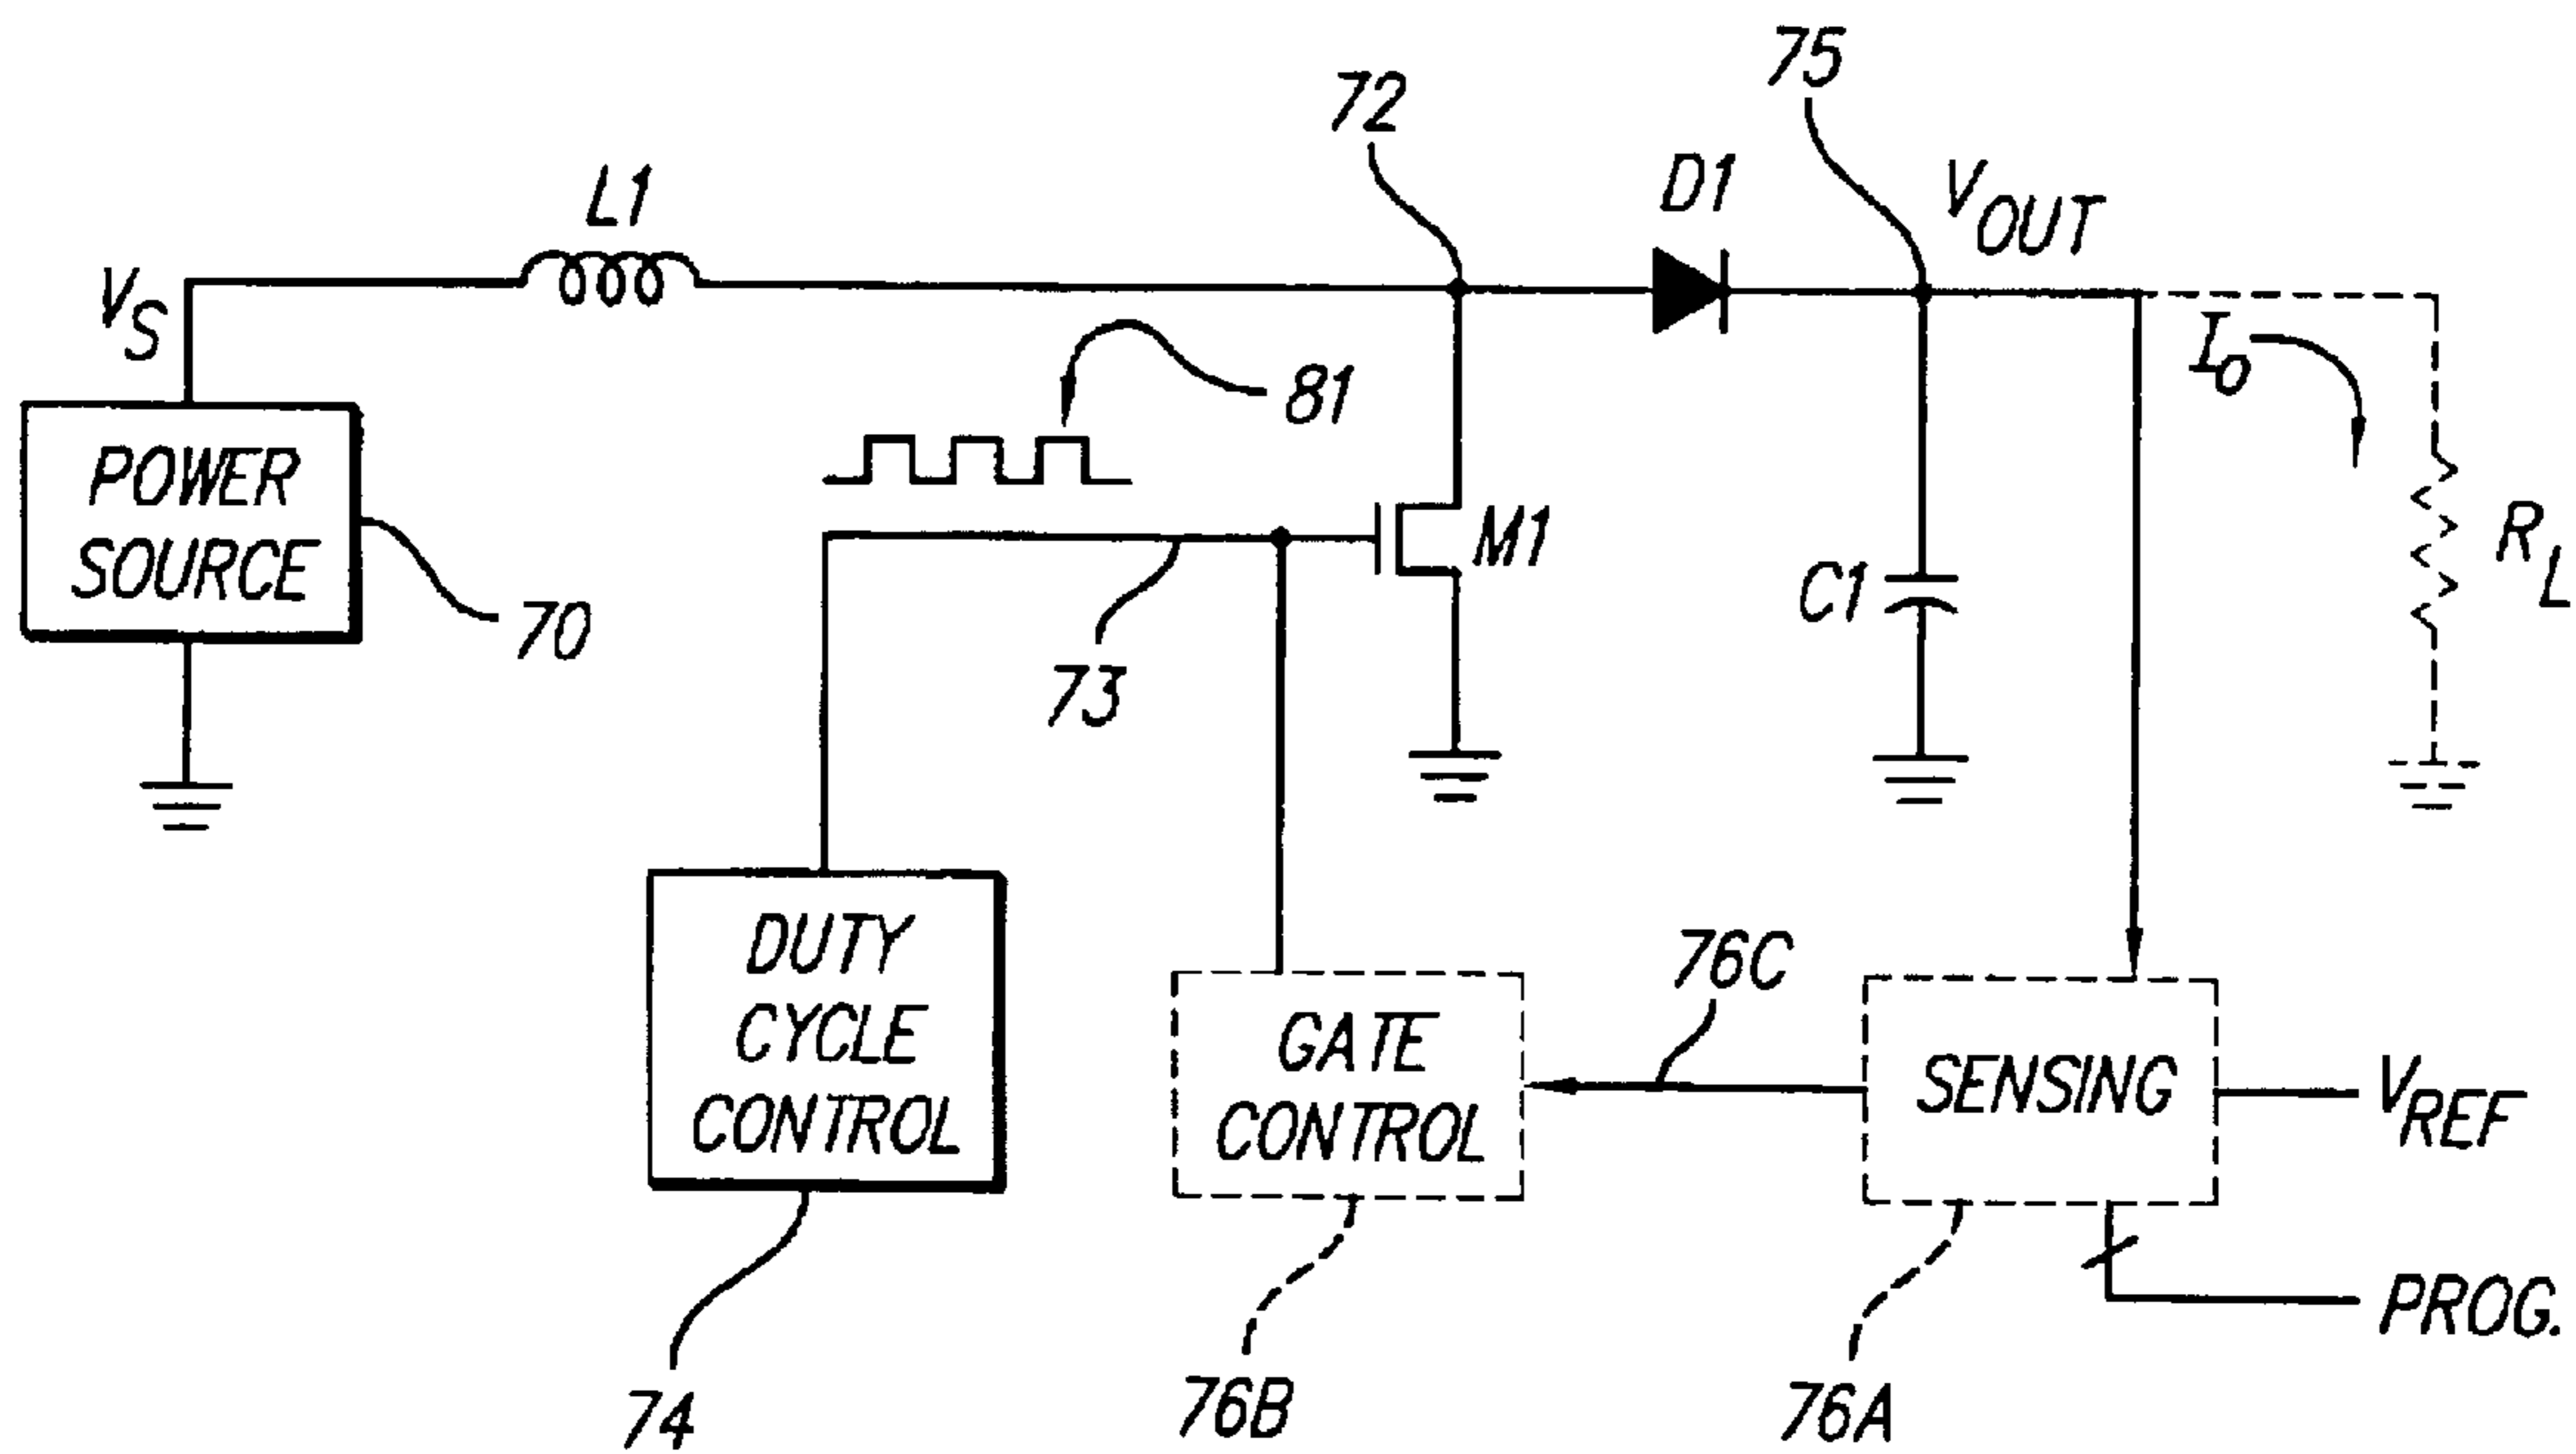 75
72
D1
VOUT
L1
VS
Io
81
POWER
SOURCE
70
M1
RL
C1
73
DUTY
CYCLE
CONTROL
76C
GATE
CONTROL
SENSING
VREF
PROG.
74
76B
76A